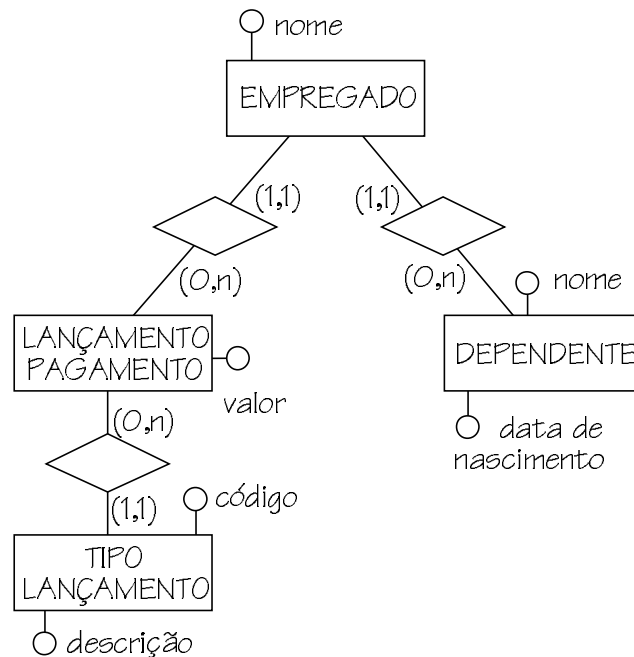 nome
EMPREGADO
(1,1)
(1,1)
(0,n)
(0,n)
nome
LANÇAMENTO
PAGAMENTO
DEPENDENTE
valor
(0,n)
data de
nascimento
(1,1)
código
TIPO
LANÇAMENTO
descrição